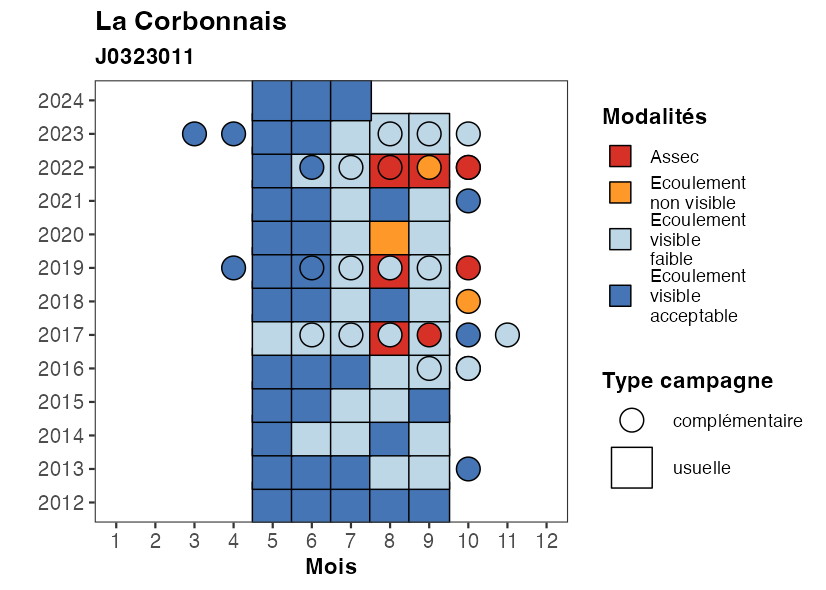 La Corbonnais
J0323011
2024
2023
2022
2021
2020
2019
2018
2017
2016
2015
2014
2013
2012
1 2 3 4 5 6 7 8 9 10 11 12
Mois
Modalités
Assec
Ecoulement
non visible
Ecoulement
visible
faible
Ecoulement
visible
acceptable
Type campagne
complémentaire
usuelle